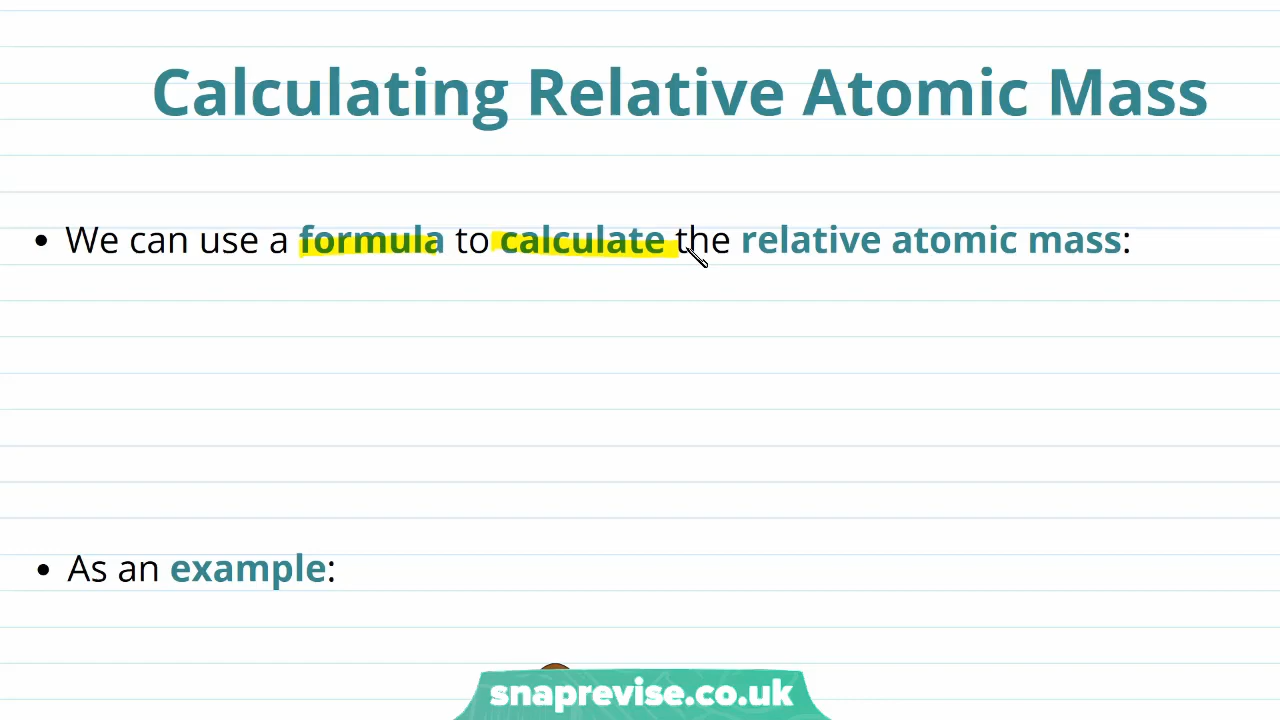 Calculating Relative Atomic Mass
• We can use a formula to calculate the relative atomic mass:
• As an example:
snaprevise.co.uk